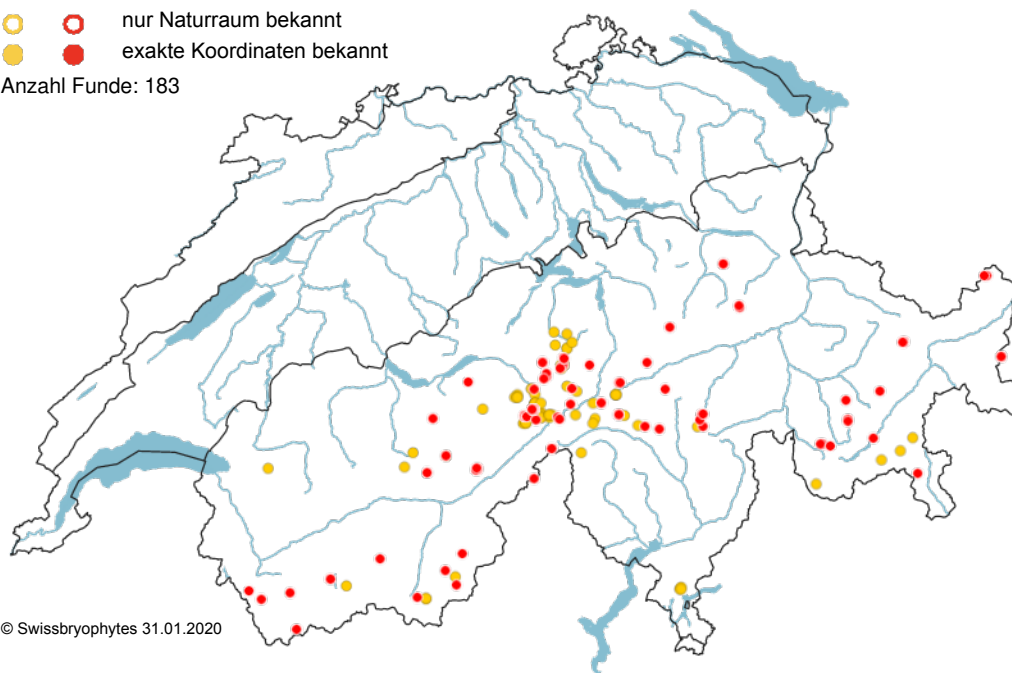 nur Naturraum bekannt
exakte Koordinaten bekannt
Anzahl Funde: 183
© Swissbryophytes 31.01.2020